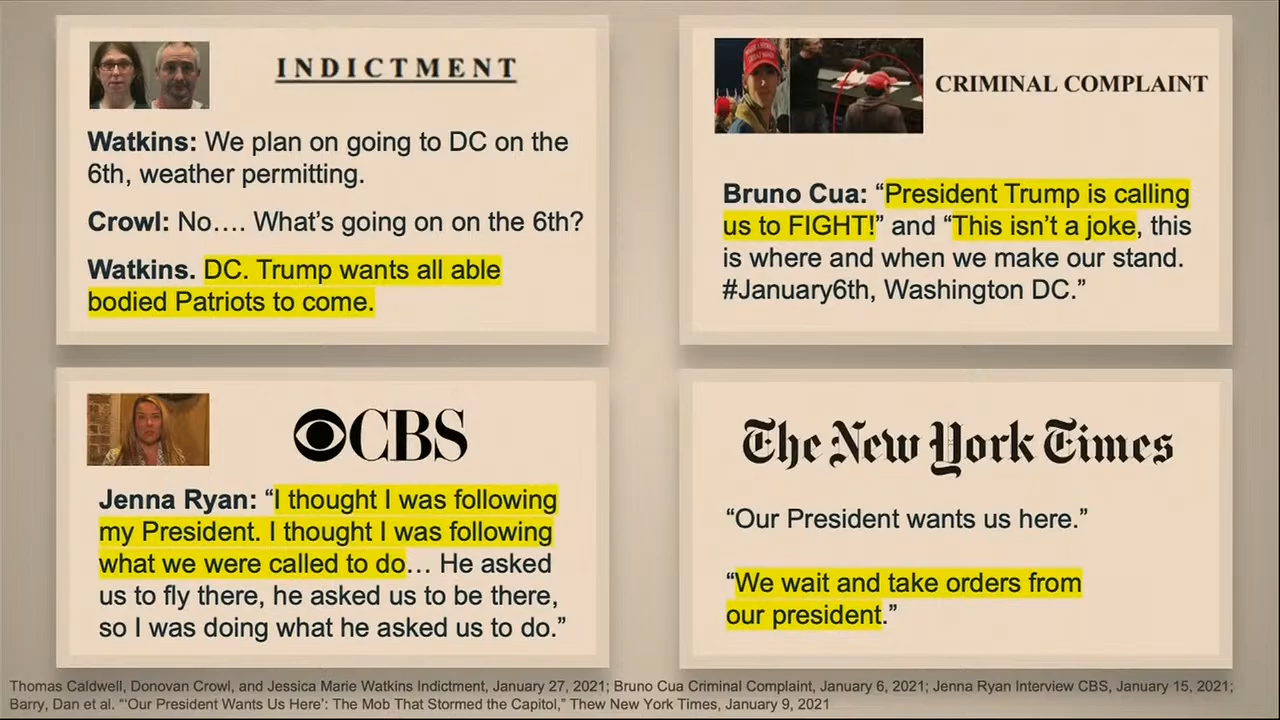 INDICTMENT
Watkins: We plan on going to DC on the
6th, weather permitting.
Crowl: No…. What’s going on on the 6th?
Watkins. DC. Trump wants all able
bodied Patriots to come.
CRIMINAL COMPLAINT
Bruno Cua: “President Trump is calling
us to FIGHT!” and “This isn’t a joke, this
is where and when we make our stand.
#January6th, Washington DC.”
CBS
Jenna Ryan: “I thought I was following
my President. I thought I was following
what we were called to do… He asked
us to fly there, he asked us to be there,
so I was doing what he asked us to do.”
The New York Times
“Our President wants us here.”
“We wait and take orders from
our president.”
Thomas Caldwell, Donovan Crowl, and Jessica Marie Watkins Indictment, January 27, 2021; Bruno Cua Criminal Complaint, January 6, 2021; Jenna Ryan Interview CBS, January 15, 2021;
Barry, Dan et al. “‘Our President Wants Us Here’: The Mob That Stormed the Capitol,” Thew New York Times, January 9, 2021